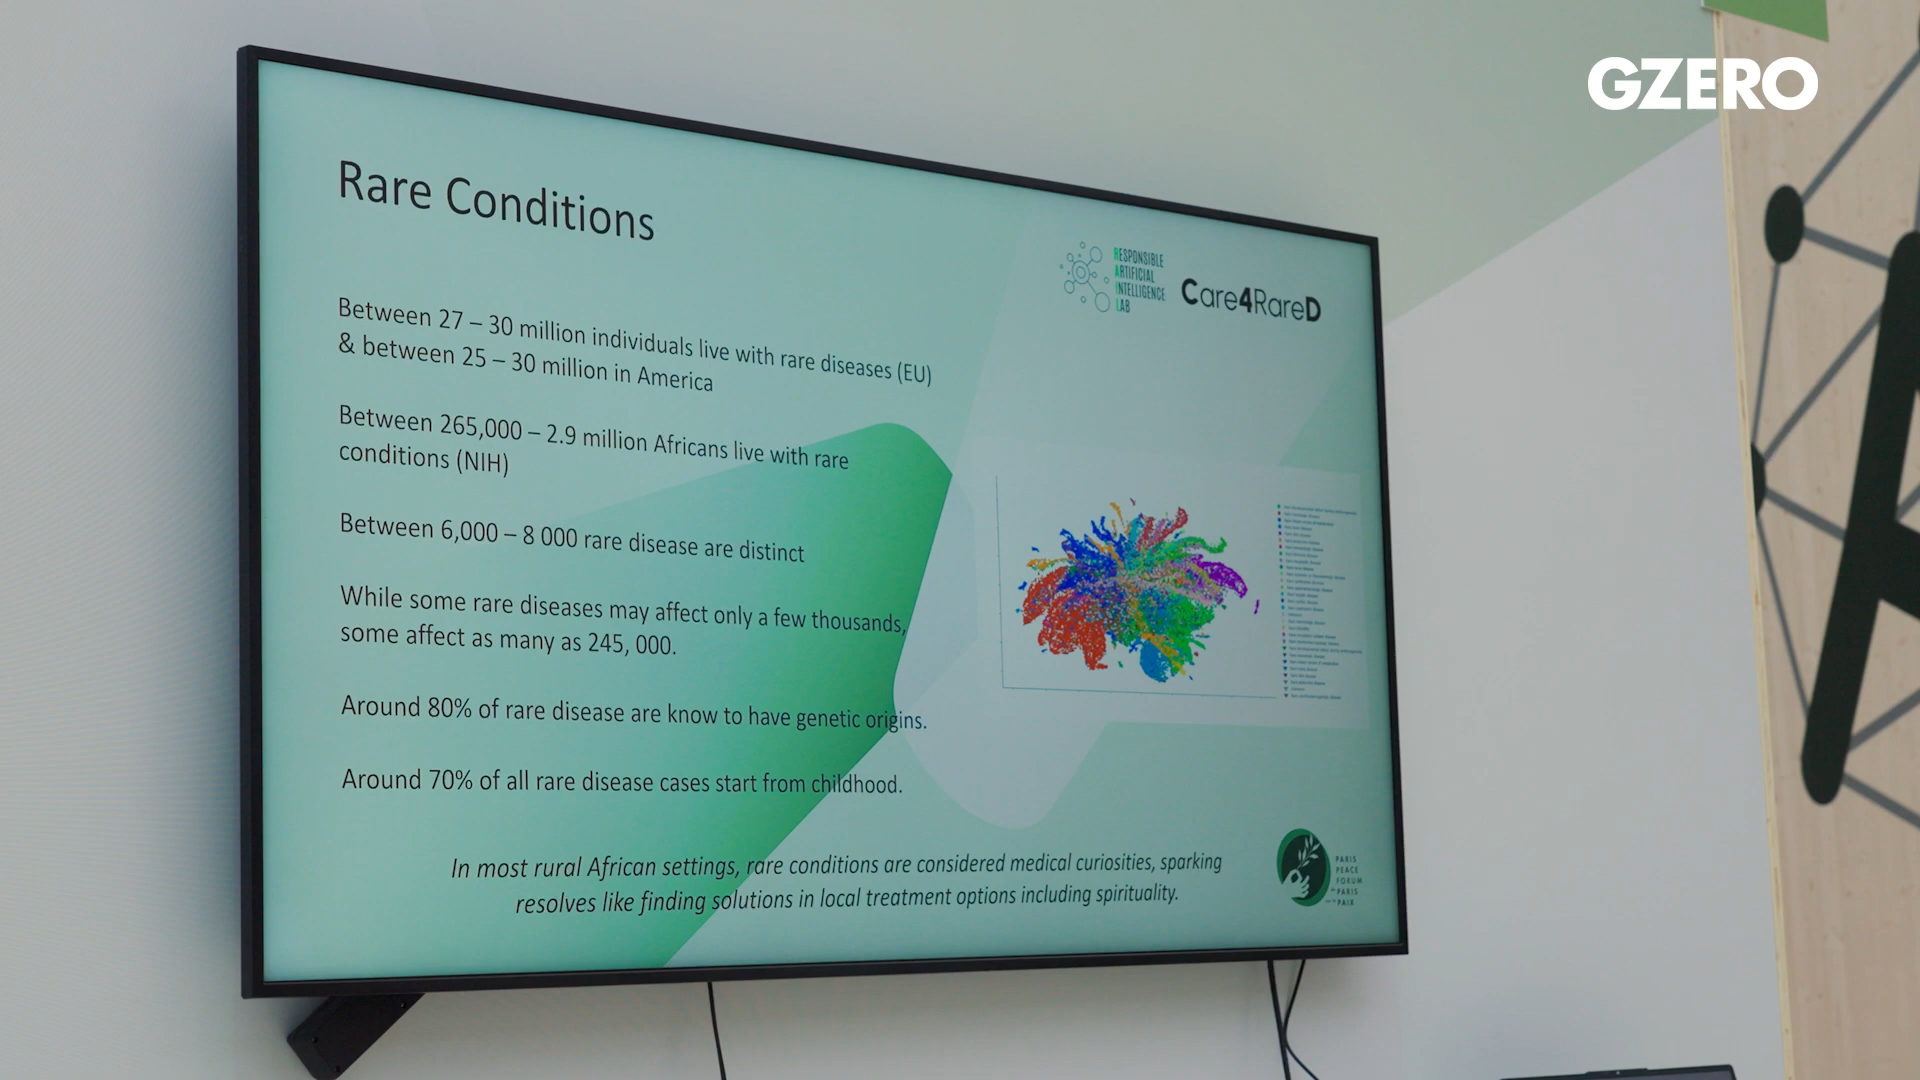 GZERO
Rare Conditions
RESPONSIBLE
ARTIFICIAL
INTELLIGENCE
LAB
Care4RareD
Between 27 – 30 million individuals live with rare diseases (EU)
& between 25 – 30 million in America
Between 265,000 – 2.9 million Africans live with rare
conditions (NIH)
Between 6,000 – 8 000 rare disease are distinct
While some rare diseases may affect only a few thousands,
some affect as many as 245, 000.
Around 80% of rare disease are know to have genetic origins.
Around 70% of all rare disease cases start from childhood.
In most rural African settings, rare conditions are considered medical curiosities, sparking
resolves like finding solutions in local treatment options including spirituality.
PARIS
PEACE
FORUM
PARIS
PAIX